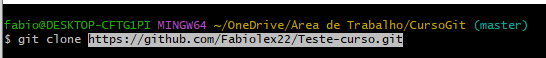 fabio@DESKTOP-CFTG1PI MINGW64 ~/OneDrive/Área de Trabalho/CursoGit (master)
$ git clone https://github.com/Fabiolex22/Teste-curso.git